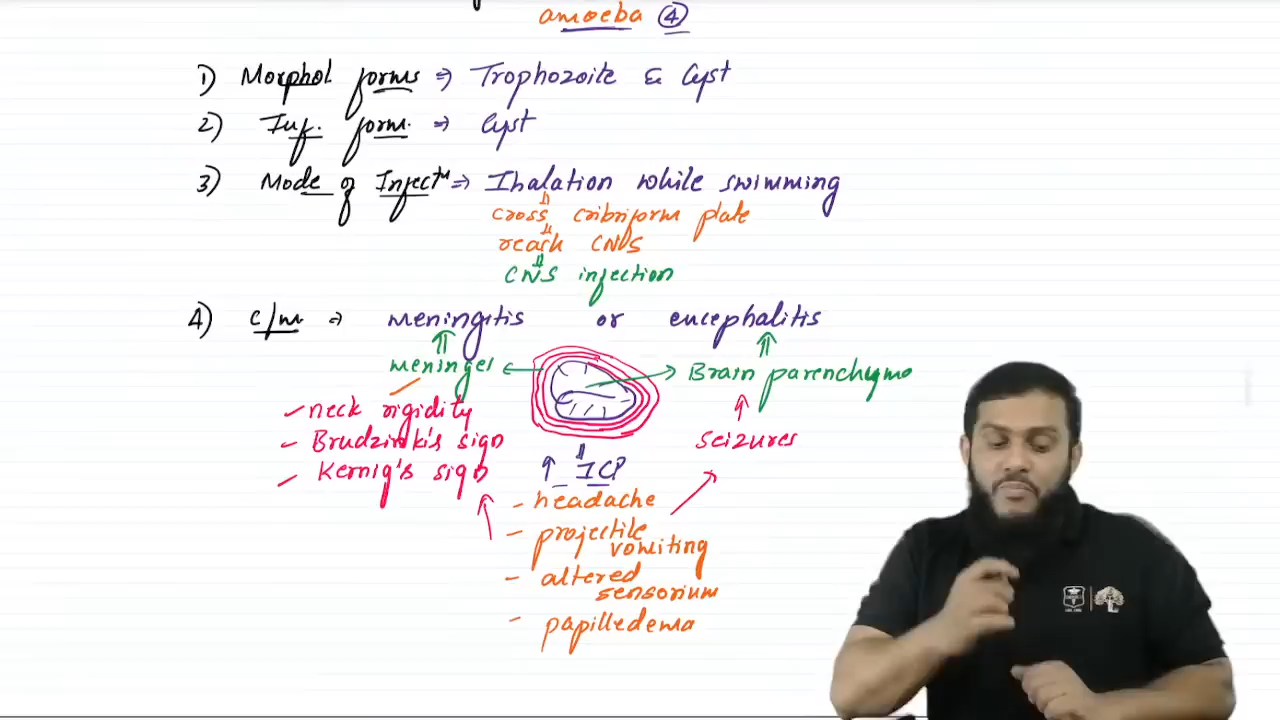 amoeba ④
1) Morphol forms ⇒ Trophozoite & Cyst
2) Inf. form. ⇒ Cyst
3) Mode of Infectⁿ ⇒ Inhalation while swimming
cross cribriform plate
reach CNS
CNS infection
4) c/m ⇒ meningitis or encephalitis
meninges
Brain parenchyma
- neck rigidity
- Brudzinki's sign
- Kernig's sign
seizures
↑ ICP
- headache
- projectile
vomiting
- altered
sensorium
- papilledema